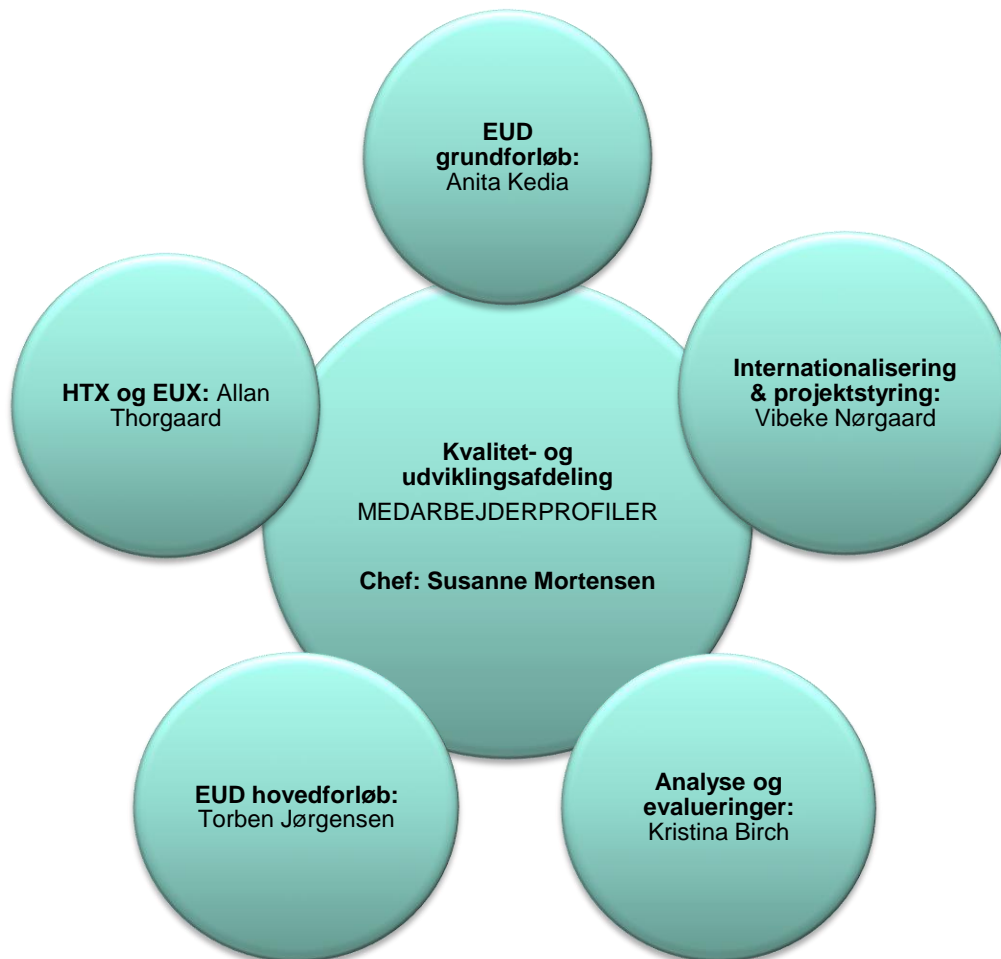 EUD
grundforløb:
Anita Kedia
HTX og EUX: Allan
Thorgaard
Internationalisering
& projektstyring:
Vibeke Nørgaard
Kvalitet- og
udviklingsafdeling
MEDARBEJDERPROFILER
Chef: Susanne Mortensen
EUD hovedforløb:
Torben Jørgensen
Analyse og
evalueringer:
Kristina Birch